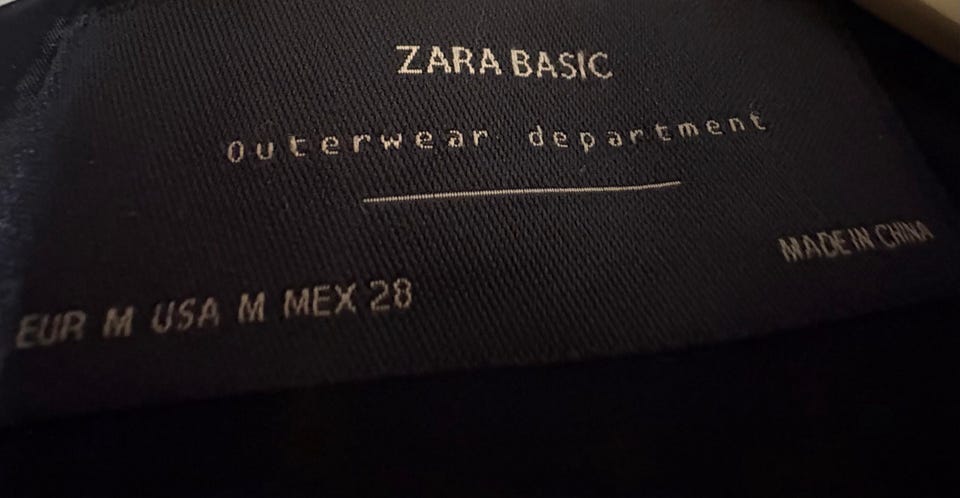 ZARA BASIC
outerwear department
MADE IN CHINA
EUR M USA M MEX 28